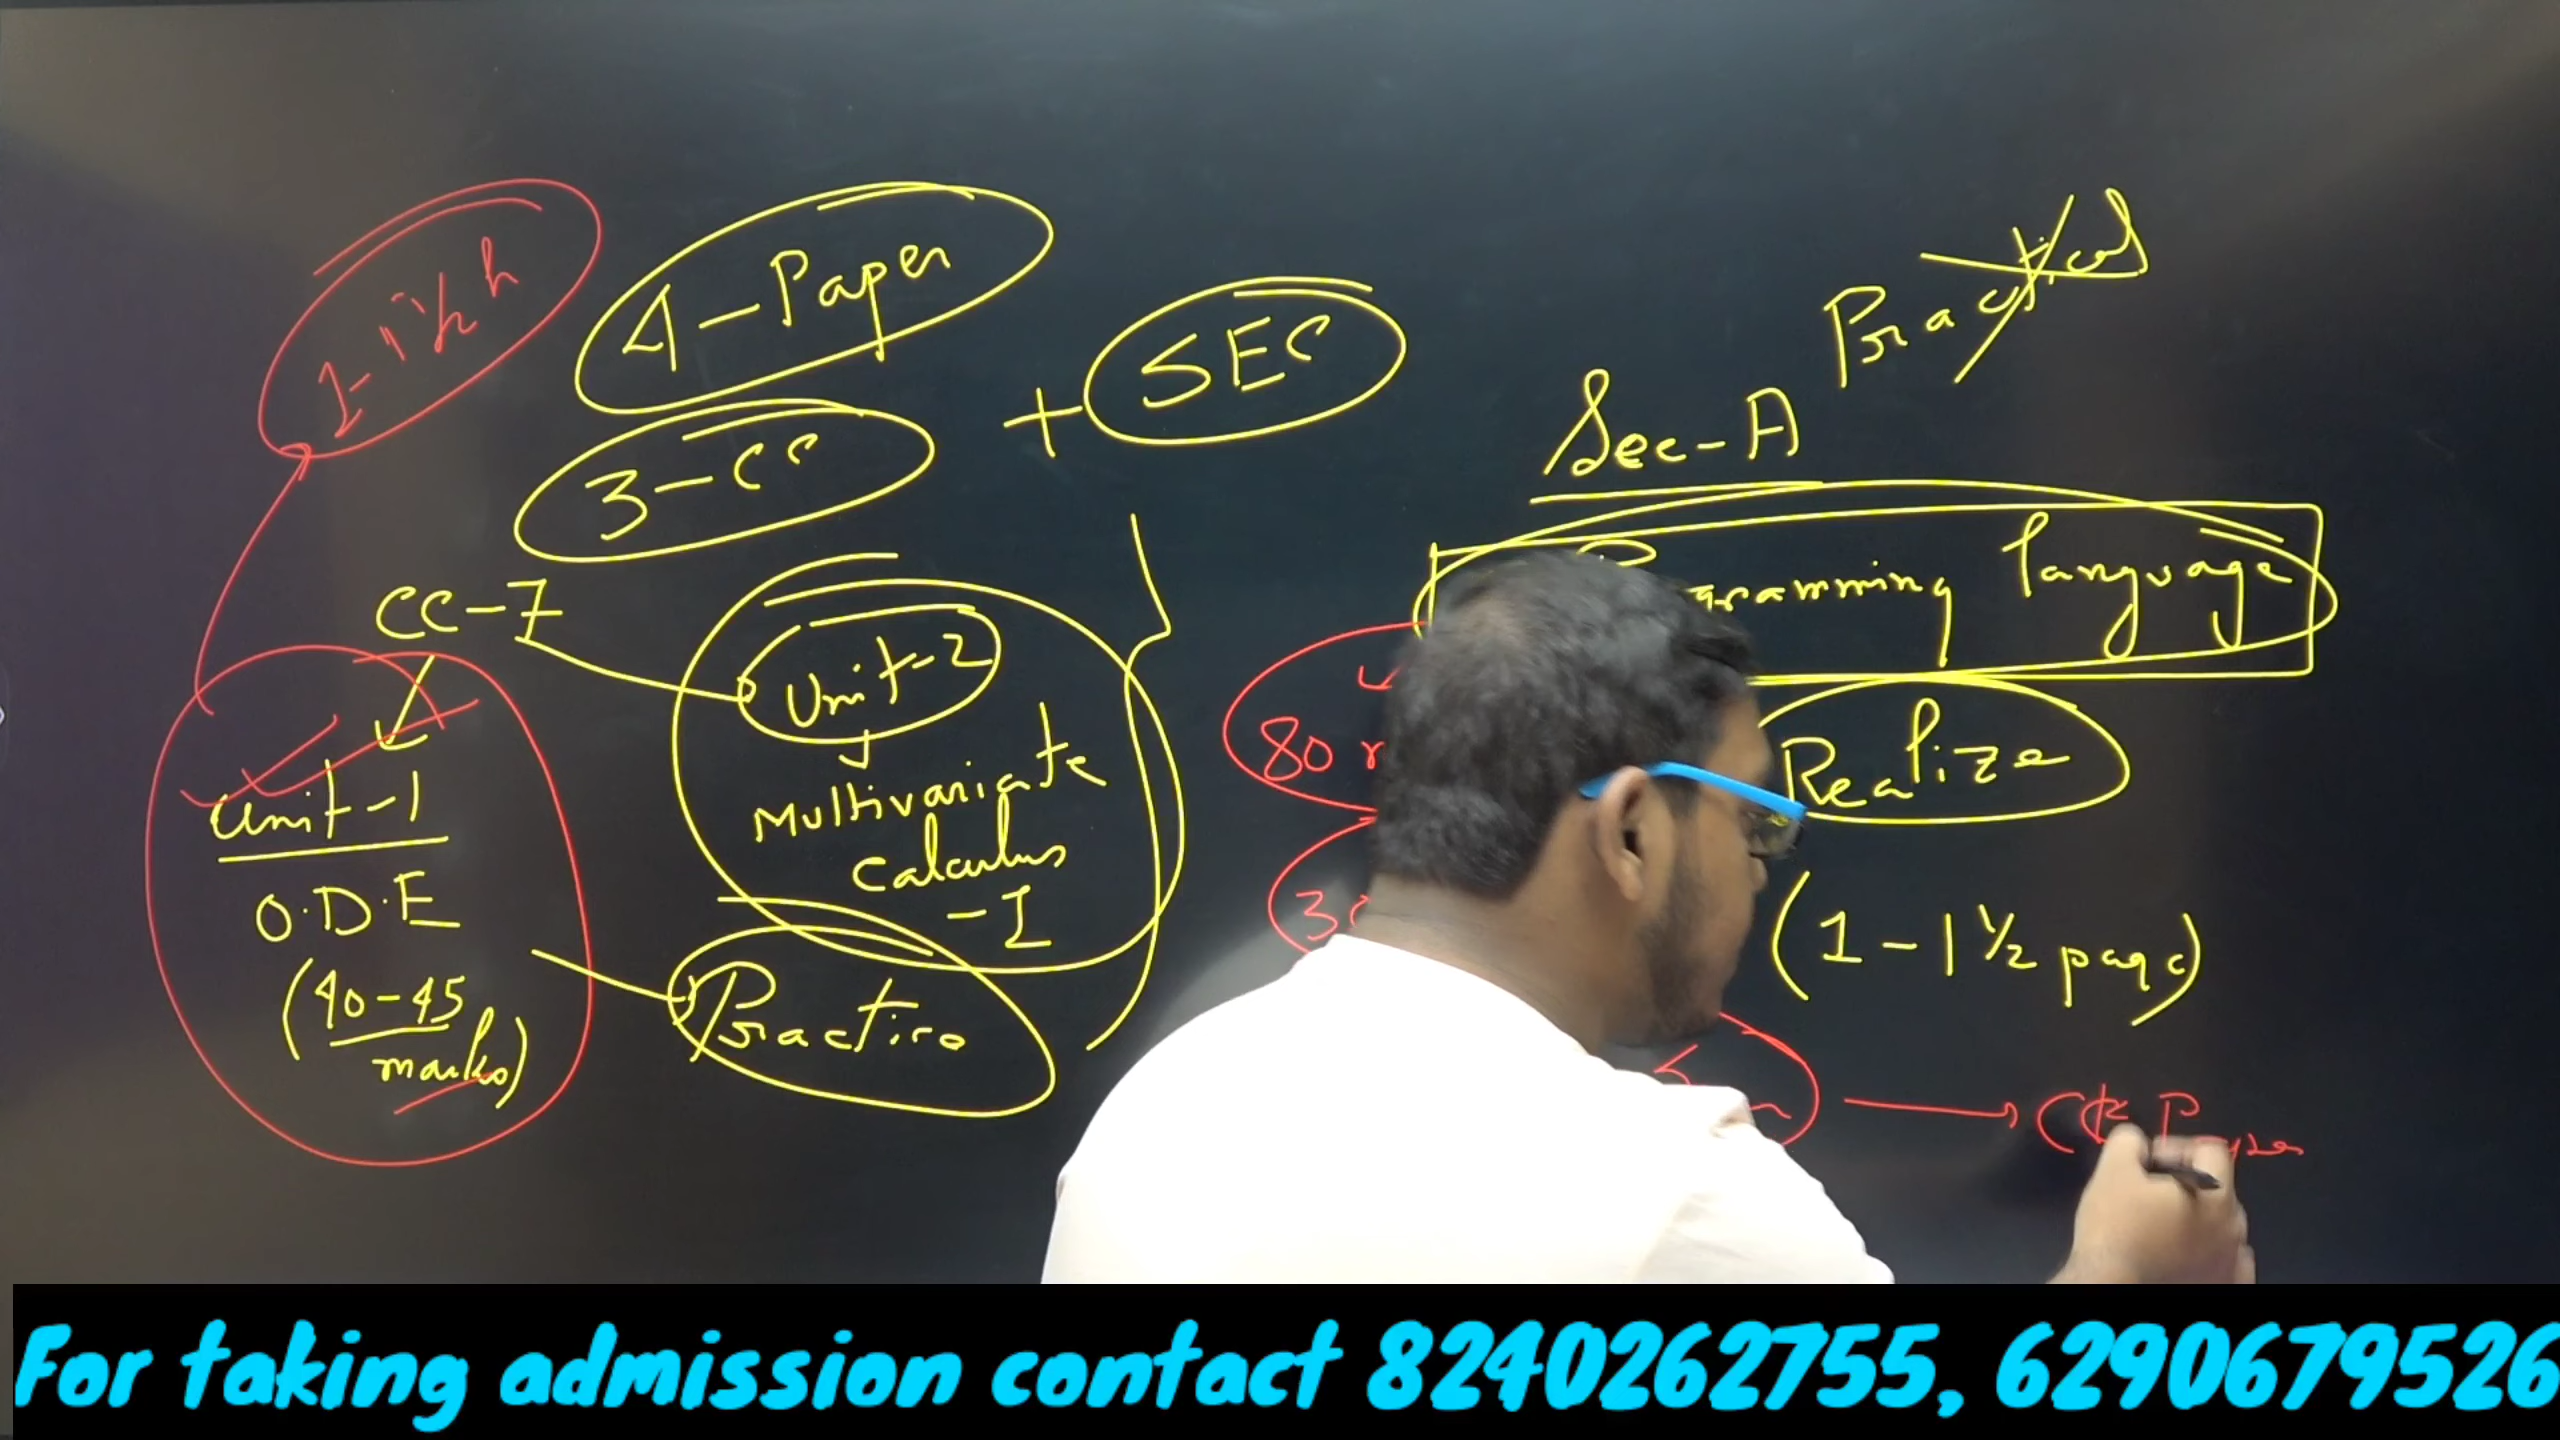 1-1½ h
4-Paper
3-CC
+ SEC
CC-7
Unit-1
O.D.E
(40-45
marks)
Unit-2
Multivariate
Calculus
-I
Practice
Practical
Sec-A
Language
80
Realize
(1-1½ page)
For taking admission contact 8240262755, 6290679526